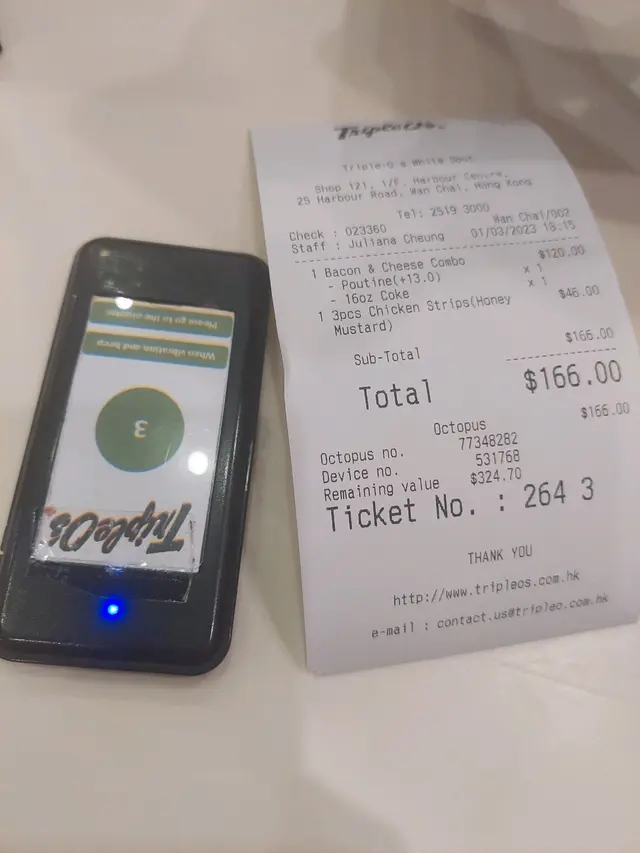 TripleOs
Triple-O's White Spot
Shop 121, 1/F. Harbour Centre,
25 Harbour Road, Wan Chai, Hong Kong
Tel: 2519 3000
Check : 023360 Wan Chai/002
Staff : Juliana Cheung 01/03/2023 18:15
1 Bacon & Cheese Combo $120.00
- Poutine(+13.0) x 1
- 16oz Coke x 1
1 3pcs Chicken Strips(Honey $46.00
Mustard)
Sub-Total $166.00
Total $166.00
Octopus $166.00
Octopus no. 77348282
Device no. 531768
Remaining value $324.70
Ticket No. : 264 3
THANK YOU
http://www.tripleos.com.hk
e-mail : contact.us@tripleo.com.hk
TripleOs
3
When vibration and beep
Please go to the